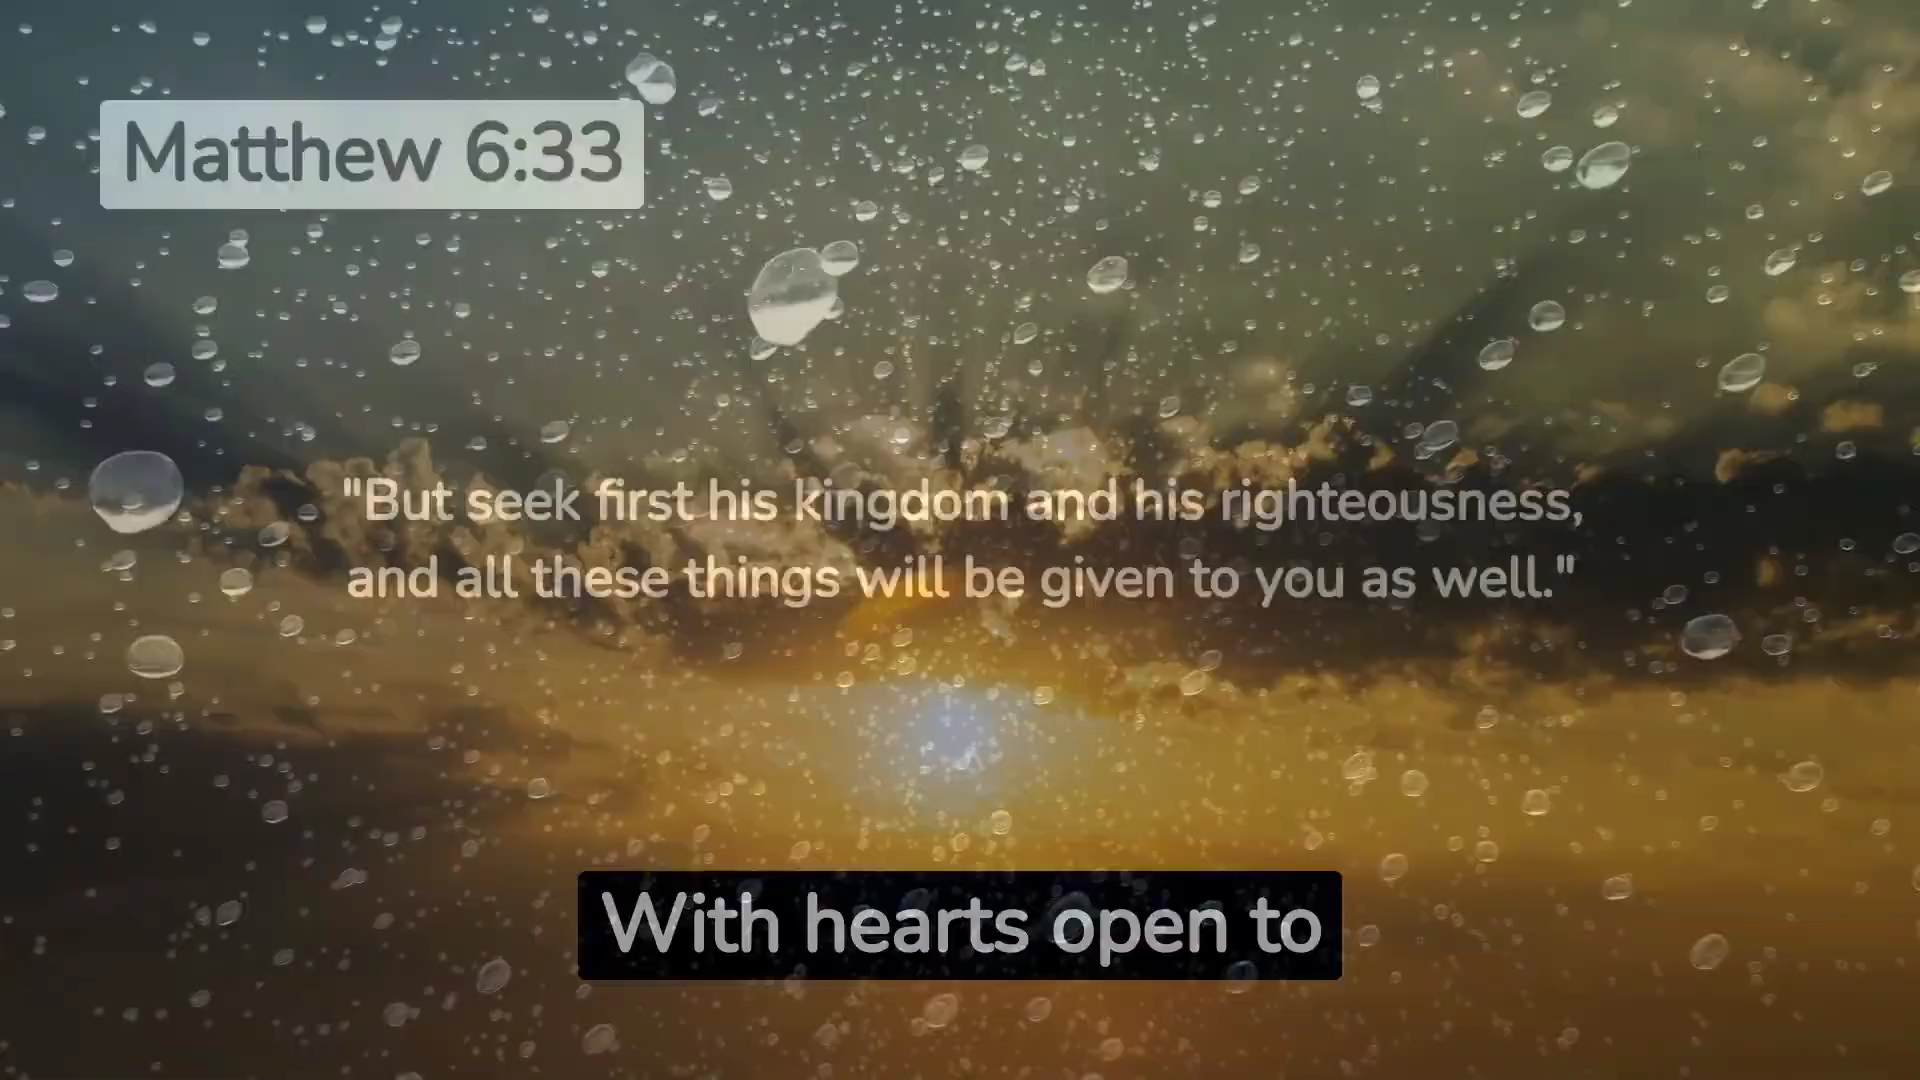 Matthew 6:33
"But seek first his kingdom and his righteousness,
and all these things will be given to you as well."
With hearts open to